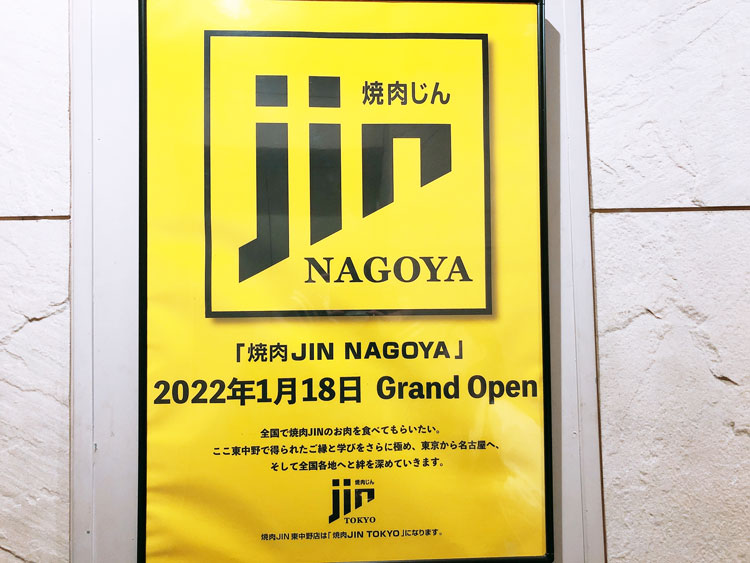 焼肉じん
jin
NAGOYA
「焼肉JIN NAGOYA」
2022年1月18日 Grand Open
全国で焼肉JINのお肉を食べてもらいたい。
ここ東中野で得られたご縁と学びをさらに極め、東京から名古屋へ、
そして全国各地へと絆を深めていきます。
焼肉じん
jin
TOKYO
焼肉JIN 東中野店は「焼肉JIN TOKYO」になります。